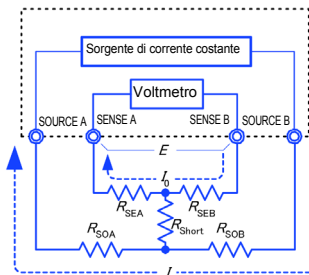 Sorgente di corrente costante
Voltmetro
SOURCE A SENSE A SENSE B SOURCE B
E
I0
RSEA RSEB
RShort
RSOA RSOB
I